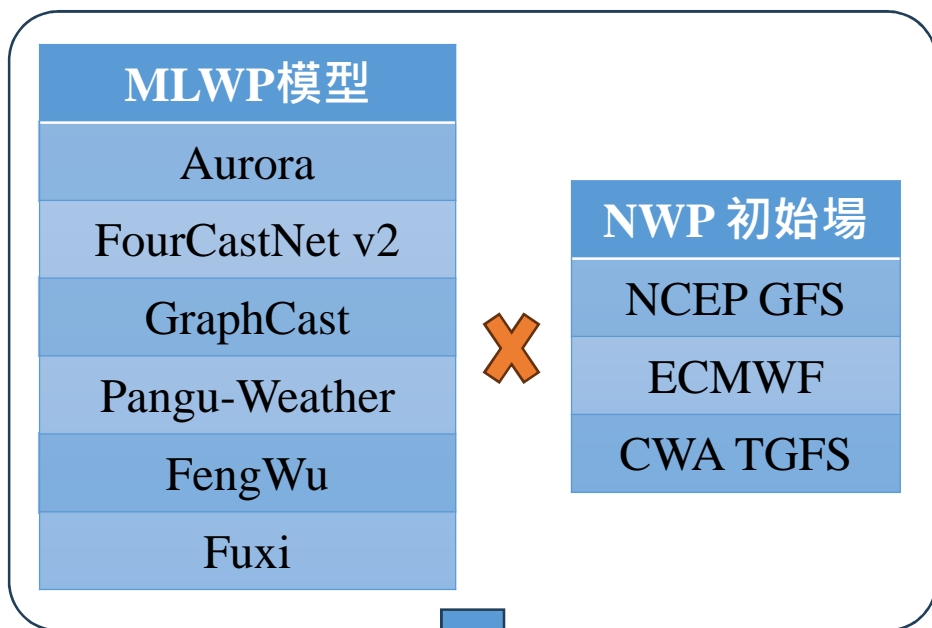 MLWP模型
Aurora
FourCastNet v2
GraphCast
Pangu-Weather
FengWu
Fuxi
NWP 初始場
NCEP GFS
ECMWF
CWA TGFS